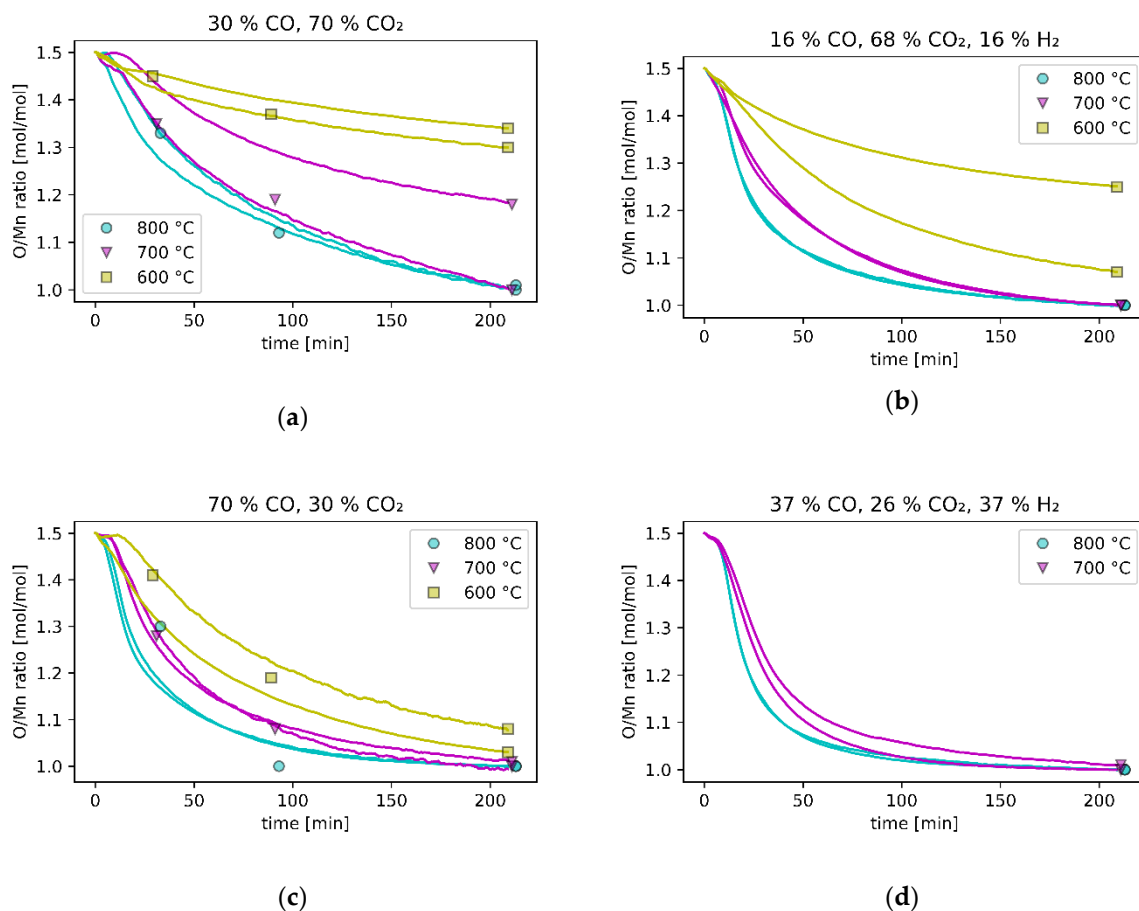 30 % CO, 70 % CO₂
O/Mn ratio [mol/mol]
1.5
1.4
1.3
1.2
1.1
1.0
800 °C
700 °C
600 °C
0 50 100 150 200
time [min]
(a)
16 % CO, 68 % CO₂, 16 % H₂
O/Mn ratio [mol/mol]
1.5
1.4
1.3
1.2
1.1
1.0
800 °C
700 °C
600 °C
0 50 100 150 200
time [min]
(b)
70 % CO, 30 % CO₂
O/Mn ratio [mol/mol]
1.5
1.4
1.3
1.2
1.1
1.0
800 °C
700 °C
600 °C
0 50 100 150 200
time [min]
(c)
37 % CO, 26 % CO₂, 37 % H₂
O/Mn ratio [mol/mol]
1.5
1.4
1.3
1.2
1.1
1.0
800 °C
700 °C
0 50 100 150 200
time [min]
(d)